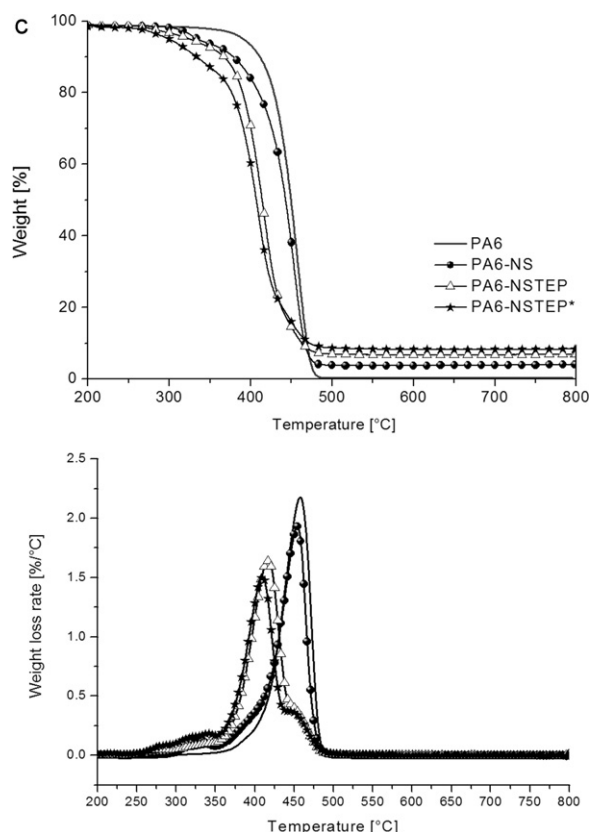 C
100
80
60
40
20
0
Weight [%]
PA6
PA6-NS
PA6-NSTEP
PA6-NSTEP*
200 300 400 500 600 700 800
Temperature [°C]
2.5
2.0
1.5
1.0
0.5
0.0
Weight loss rate [%/°C]
200 250 300 350 400 450 500 550 600 650 700 750 800
Temperature [°C]